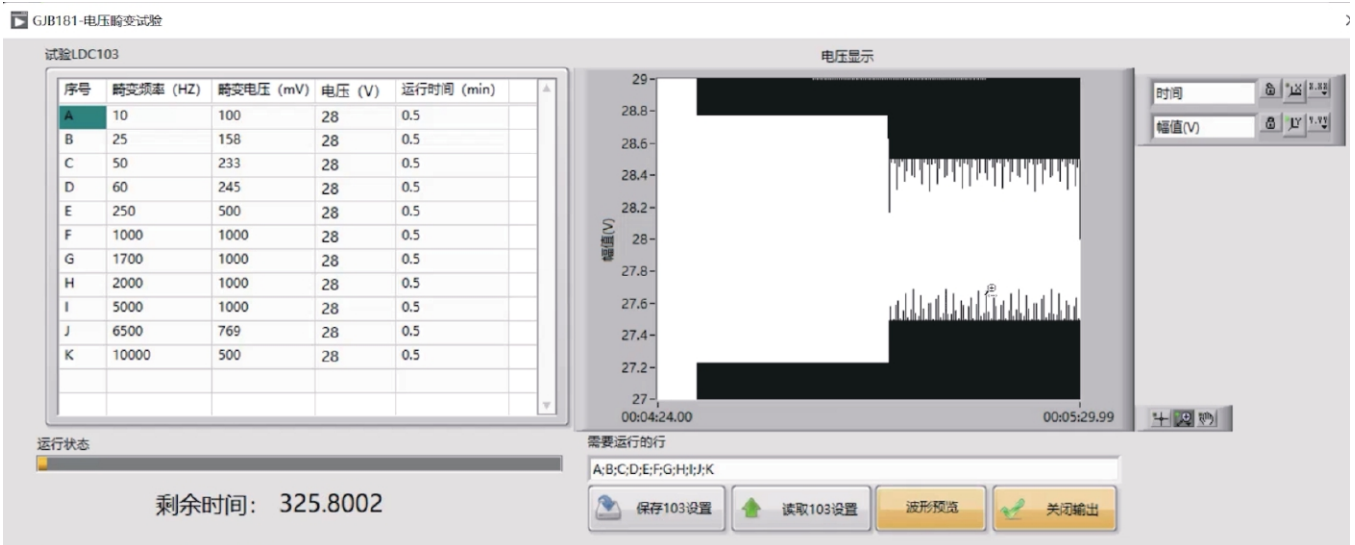 GJB181-电压畸变试验
试验LDC103
序号 畸变频率（HZ） 畸变电压（mV） 电压（V） 运行时间（min）
A 10 100 28 0.5
B 25 158 28 0.5
C 50 233 28 0.5
D 60 245 28 0.5
E 250 500 28 0.5
F 1000 1000 28 0.5
G 1700 1000 28 0.5
H 2000 1000 28 0.5
I 5000 1000 28 0.5
J 6500 769 28 0.5
K 10000 500 28 0.5
电压显示
29
28.8
28.6
28.4
28.2
28
27.8
27.6
27.4
27.2
27
幅值(V)
00:04:24.00 00:05:29.99
时间
幅值(V)
运行状态
剩余时间： 325.8002
需要运行的行
A;B;C;D;E;F;G;H;I;J;K
保存103设置 读取103设置 波形预览 关闭输出